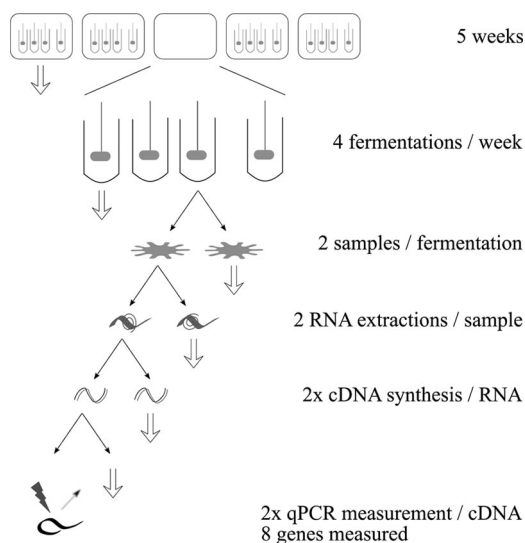 5 weeks
4 fermentations / week
2 samples / fermentation
2 RNA extractions / sample
2x cDNA synthesis / RNA
2x qPCR measurement / cDNA
8 genes measured